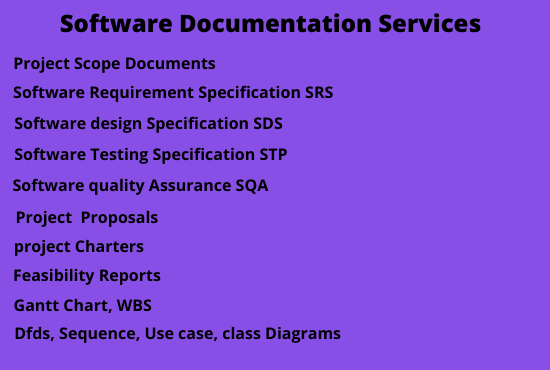 Software Documentation Services
Project Scope Documents
Software Requirement Specification SRS
Software design Specification SDS
Software Testing Specification STP
Software quality Assurance SQA
Project  Proposals
project Charters
Feasibility Reports
Gantt Chart, WBS
Dfds, Sequence, Use case, class Diagrams